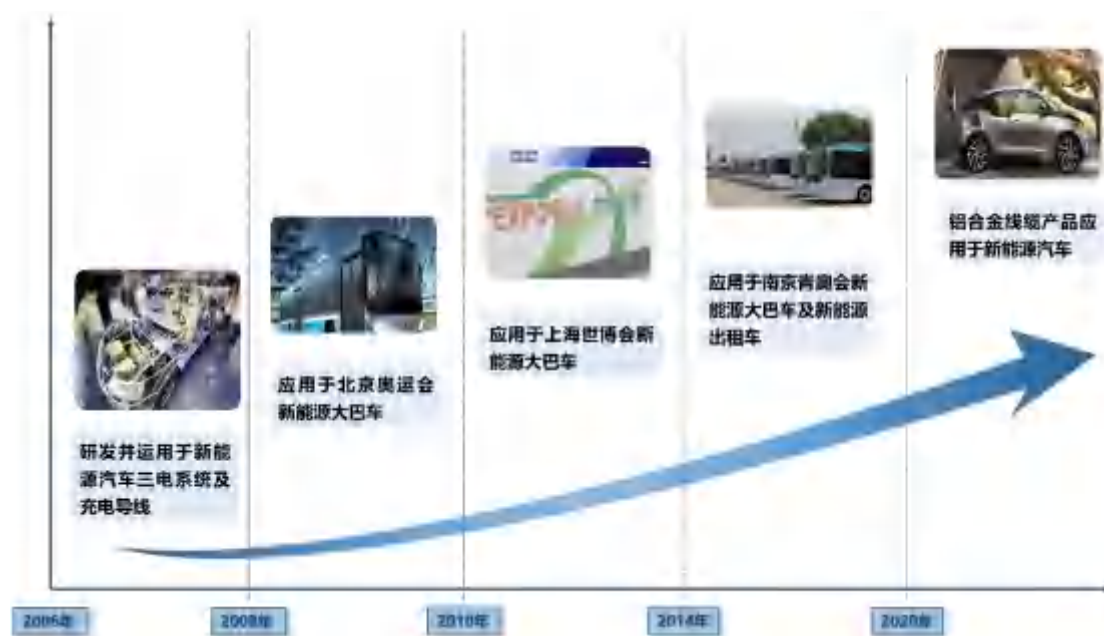 铝合金线缆产品应
用于新能源汽车
应用于南京青奥会新
能源大巴车及新能源
出租车
应用于上海世博会新
能源大巴车
应用于北京奥运会
新能源大巴车
研发并运用于新能
源汽车三电系统及
充电导线
2006年
2008年
2010年
2014年
2020年